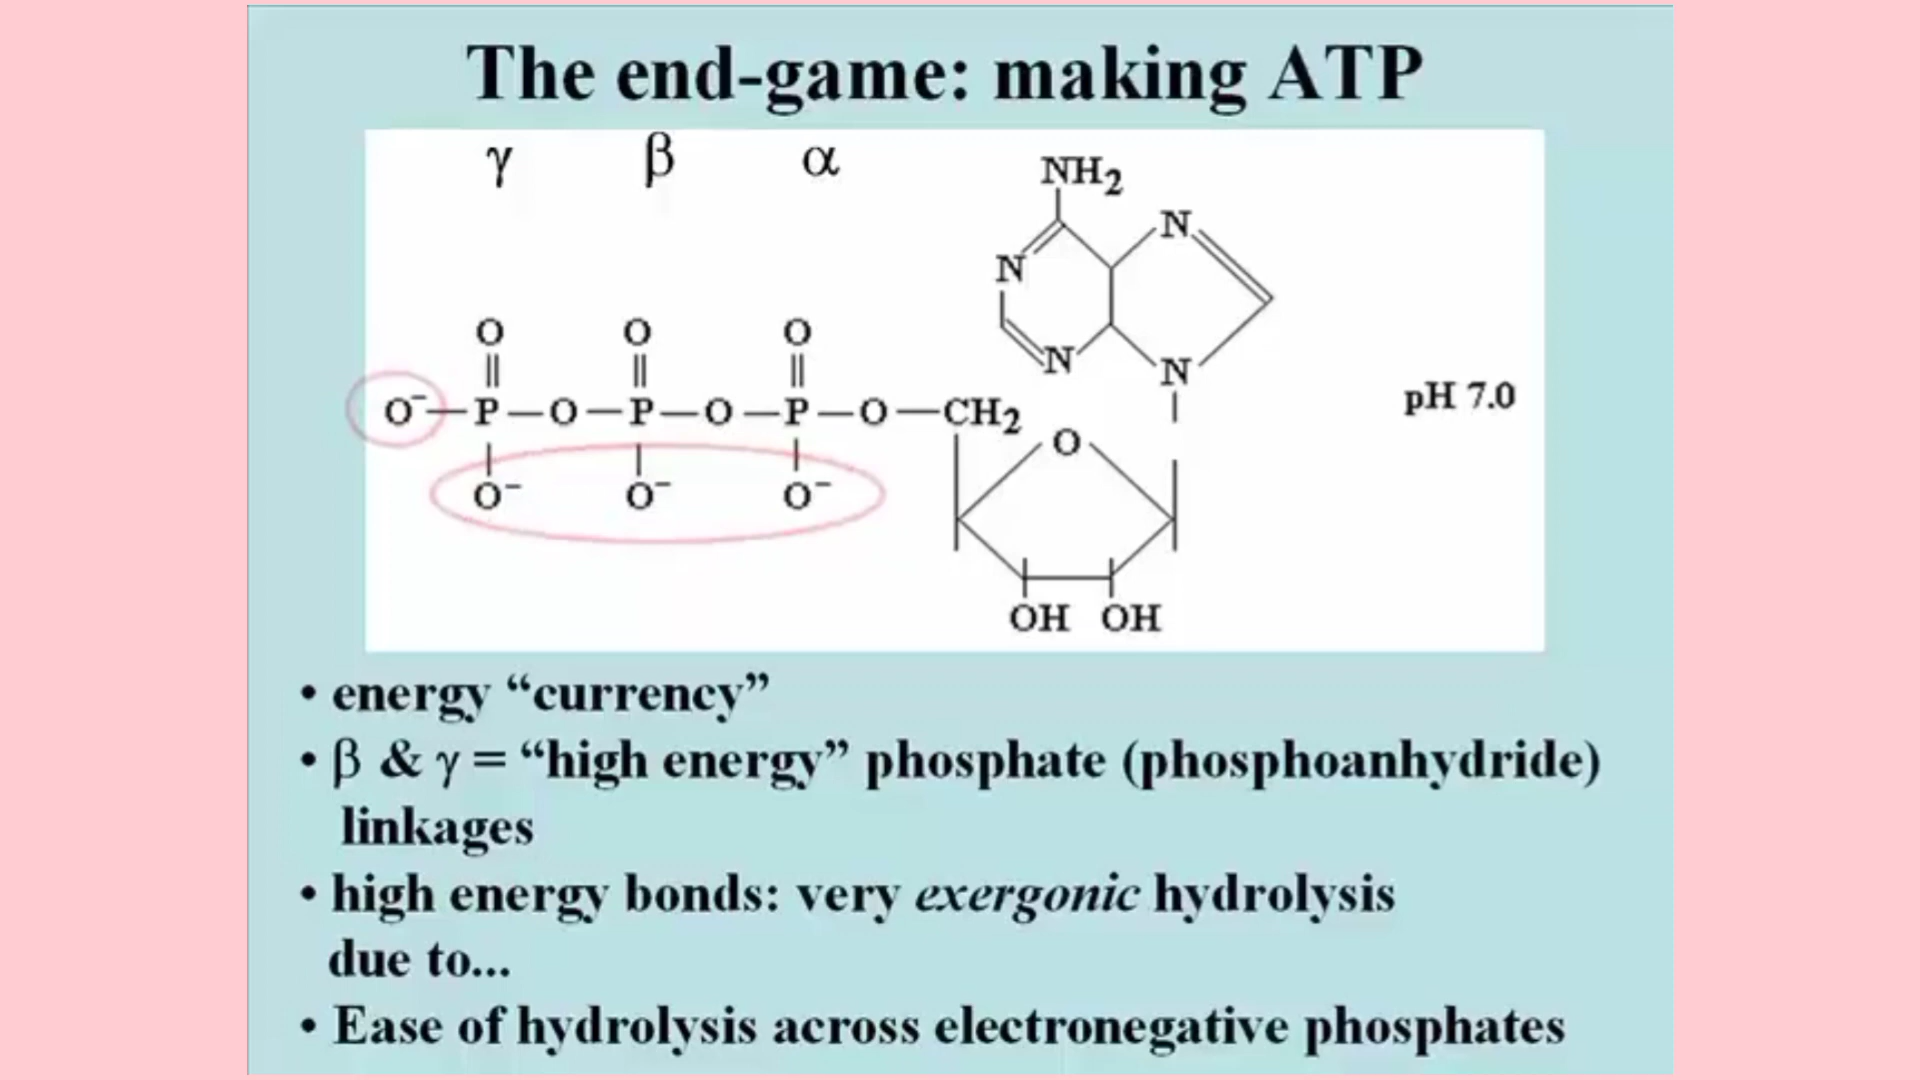 The end-game: making ATP
γ β α
NH2
N
N
O O O
N
N
O⁻—P—O—P—O—P—O—CH2
pH 7.0
O
O⁻ O⁻ O⁻
OH OH
• energy “currency”
• β & γ = “high energy” phosphate (phosphoanhydride)
linkages
• high energy bonds: very exergonic hydrolysis
due to...
• Ease of hydrolysis across electronegative phosphates